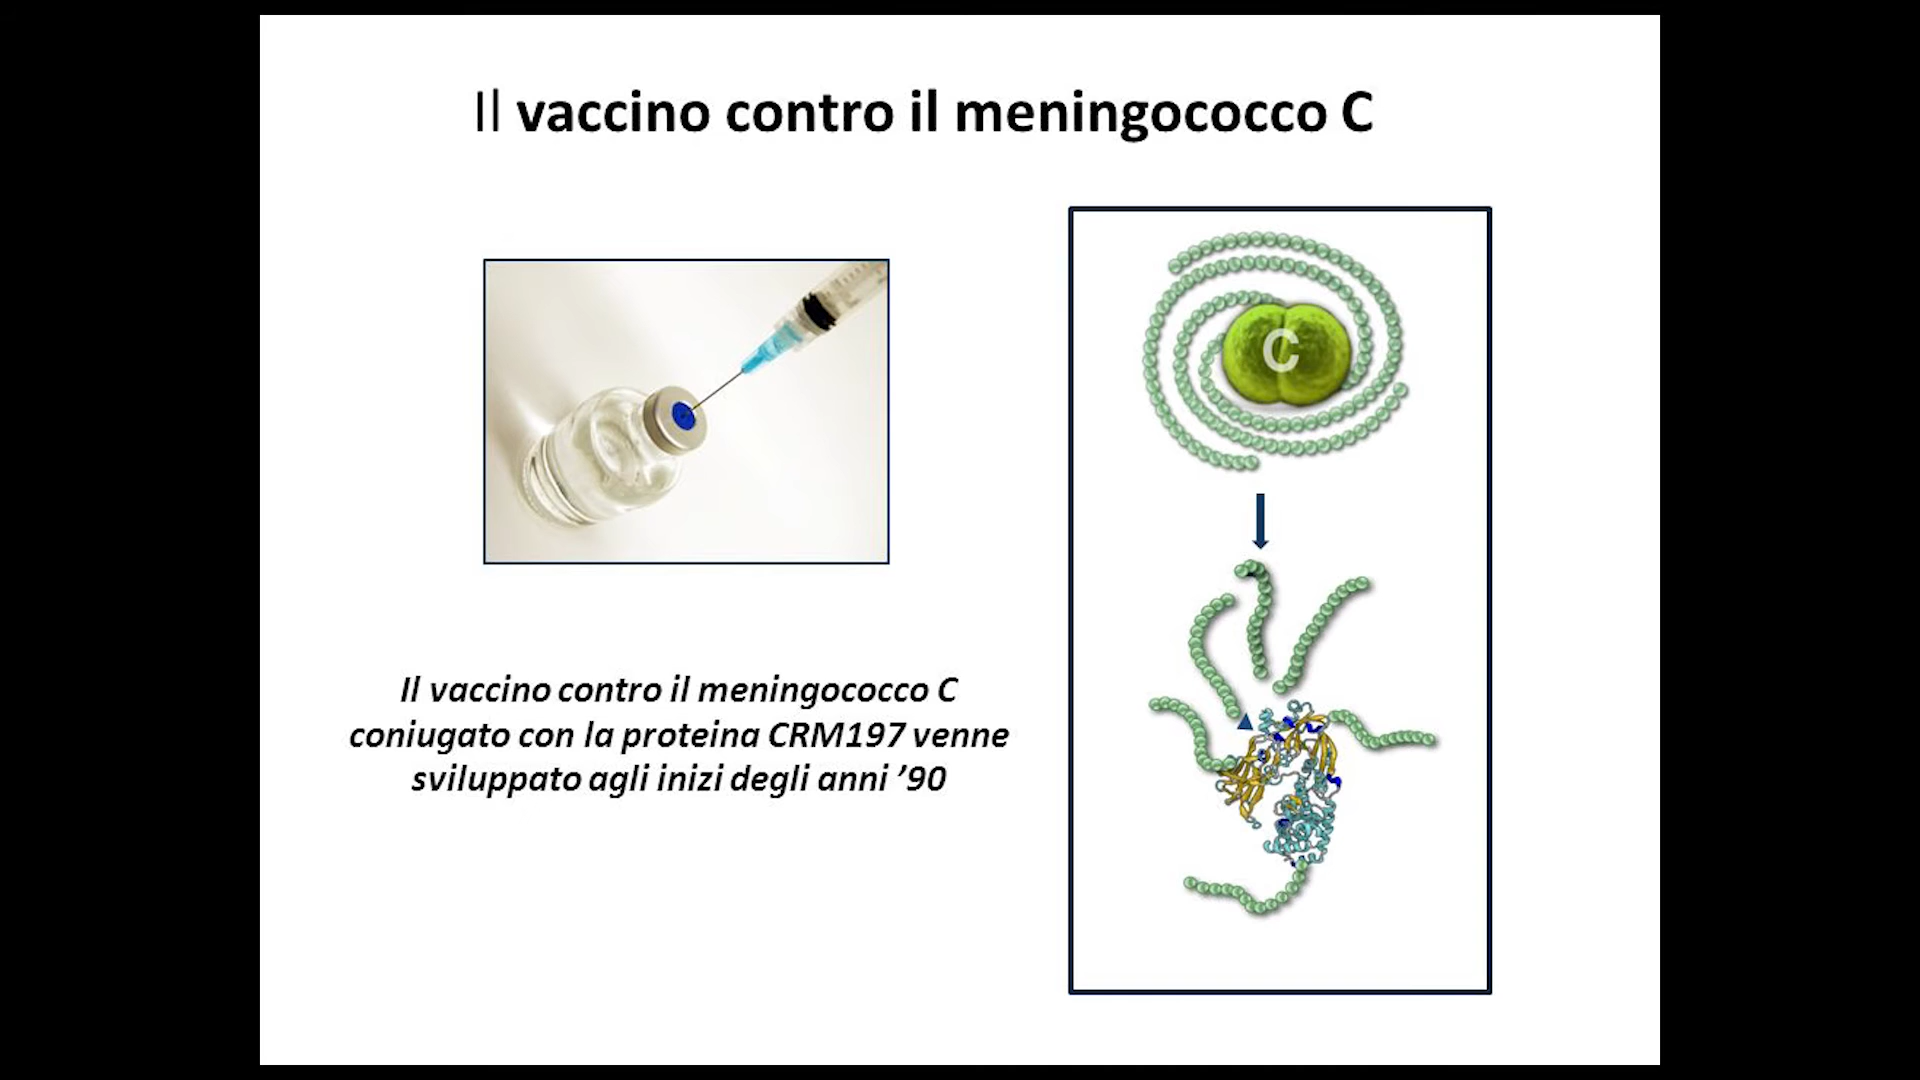 Il vaccino contro il meningococco C
C
Il vaccino contro il meningococco C
coniugato con la proteina CRM197 venne
sviluppato agli inizi degli anni ’90